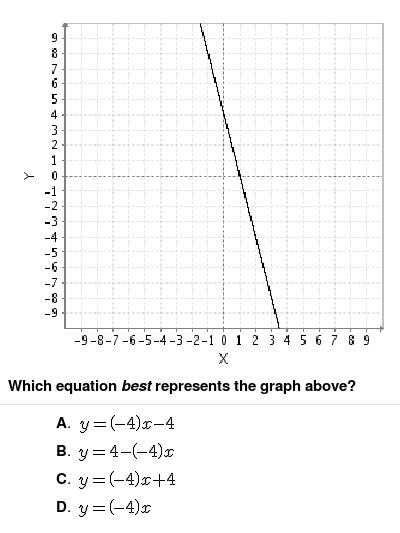 9
8
7
6
5
4
3
2
1
0
-1
-2
-3
-4
-5
-6
-7
-8
-9
Y
-9 -8 -7 -6 -5 -4 -3 -2 -1 0 1 2 3 4 5 6 7 8 9
X
Which equation best represents the graph above?
A. y=(-4)x-4
B. y=4-(-4)x
C. y=(-4)x+4
D. y=(-4)x